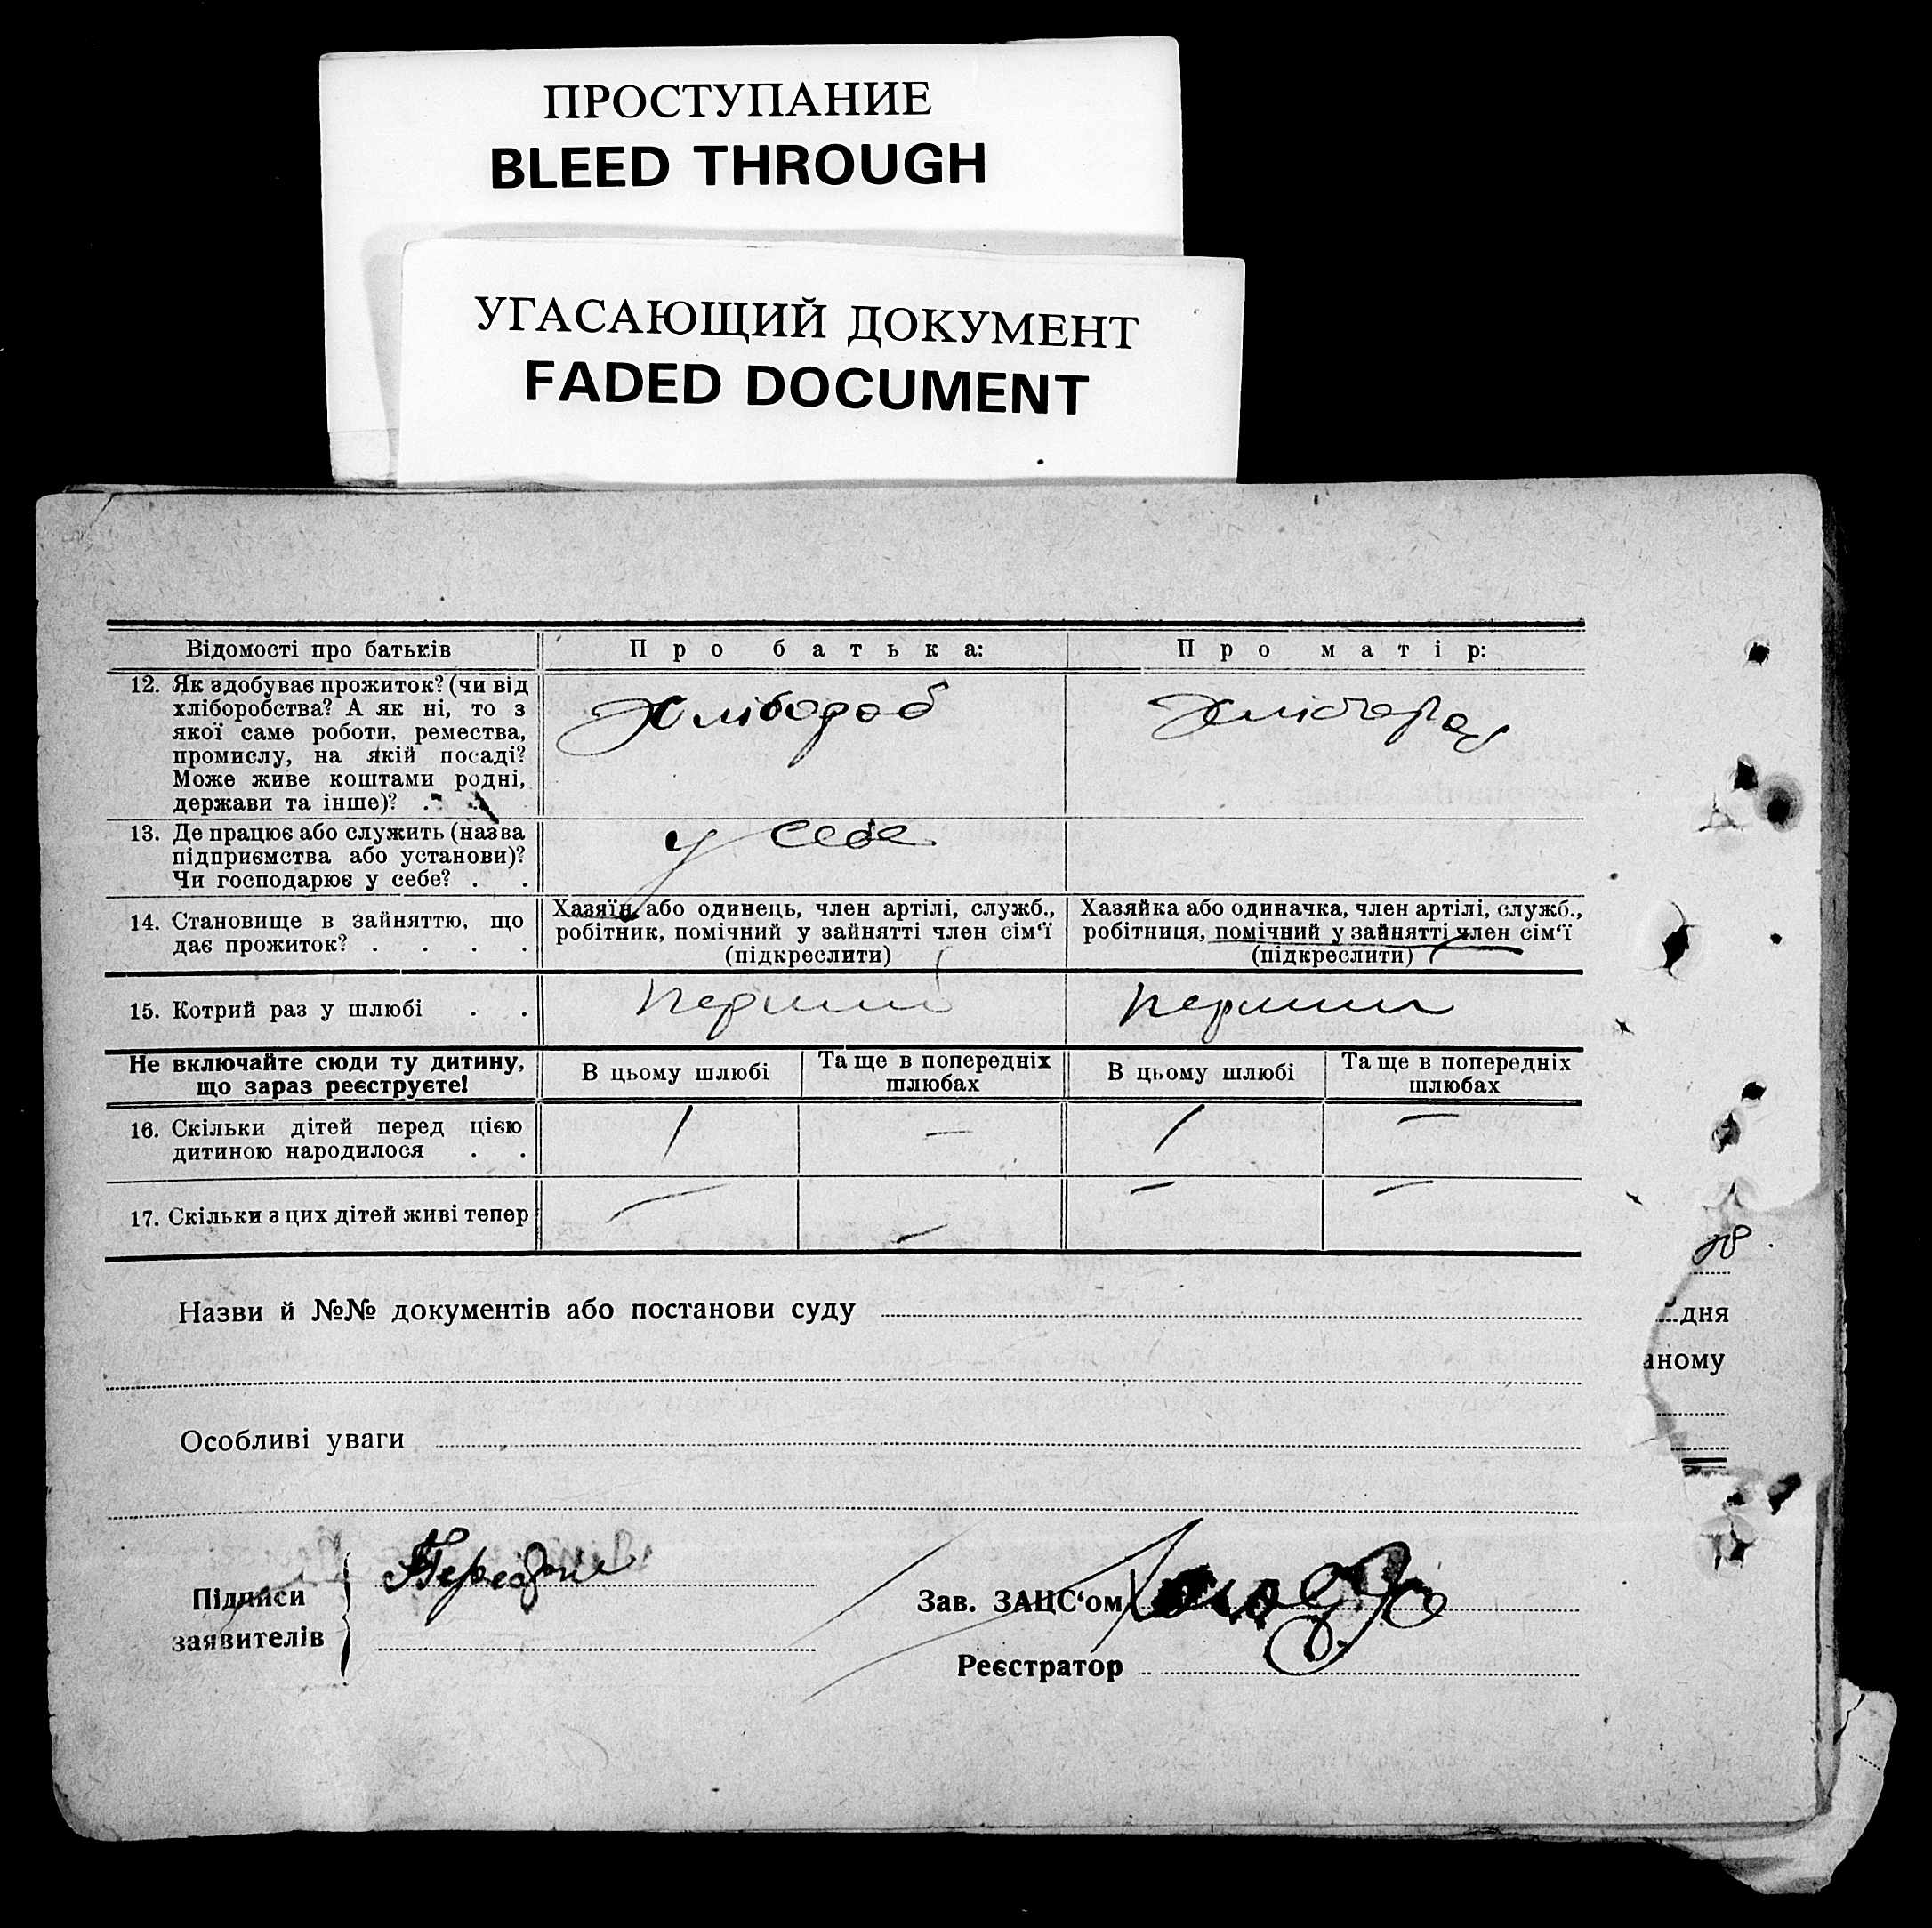 ПРОСТУПАНИЕ
BLEED THROUGH
УГАСАЮЩИЙ ДОКУМЕНТ
FADED DOCUMENT
Відомості про батьків
Про батька:
Про матір:
12. Як здобуває прожиток? (чи від
хліборобства? А як ні, то з
якої саме роботи, ремества,
промислу, на якій посаді?
Може живе коштами родні,
держави та інше)? .
Хлібороб
13. Де працює або служить (назва
підприємства або установи)?
Чи господарює у себе? . .
у себе
14. Становище в зайняттю, що
дає прожиток? . . . .
Хазяїн або одинець, член артілі, служб.,
робітник, помічний у зайнятті член сім'ї
(підкреслити)
Хазяйка або одиначка, член артілі, служб.,
робітниця, помічний у зайнятті член сім'ї
(підкреслити)
15. Котрий раз у шлюбі . .
перший
перший
Не включайте сюди ту дитину,
що зараз реєструєте!
В цьому шлюбі
Та ще в попередніх
шлюбах
В цьому шлюбі
Та ще в попередніх
шлюбах
16. Скільки дітей перед цією
дитиною народилося . .
1
—
1
—
17. Скільки з цих дітей живі тепер
—
—
—
—
Назви й №№ документів або постанови суду
дня
аному
Особливі уваги
Підписи
заявителів
Зав. ЗАЦС'ом
Реєстратор